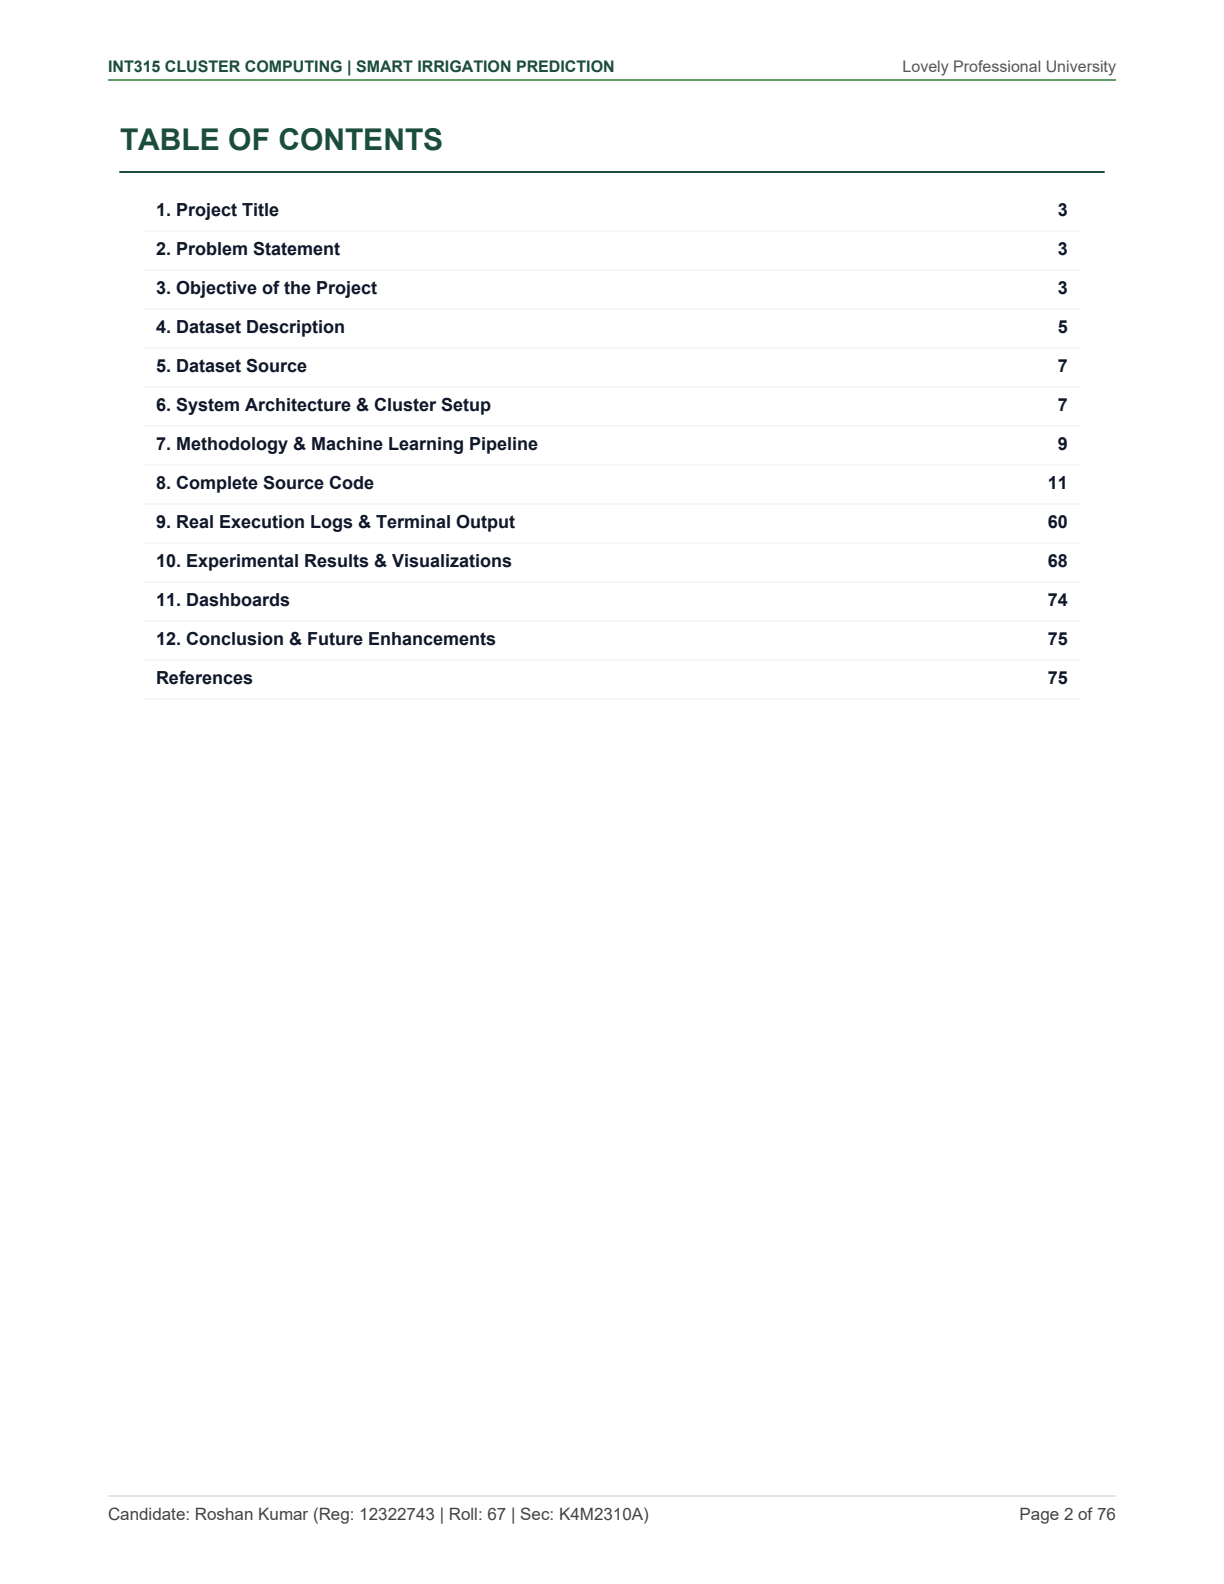 INT315 CLUSTER COMPUTING | SMART IRRIGATION PREDICTION Lovely Professional University
TABLE OF CONTENTS
1. Project Title 3
2. Problem Statement 3
3. Objective of the Project 3
4. Dataset Description 5
5. Dataset Source 7
6. System Architecture & Cluster Setup 7
7. Methodology & Machine Learning Pipeline 9
8. Complete Source Code 11
9. Real Execution Logs & Terminal Output 60
10. Experimental Results & Visualizations 68
11. Dashboards 74
12. Conclusion & Future Enhancements 75
References 75
Candidate: Roshan Kumar (Reg: 12322743 | Roll: 67 | Sec: K4M2310A) Page 2 of 76